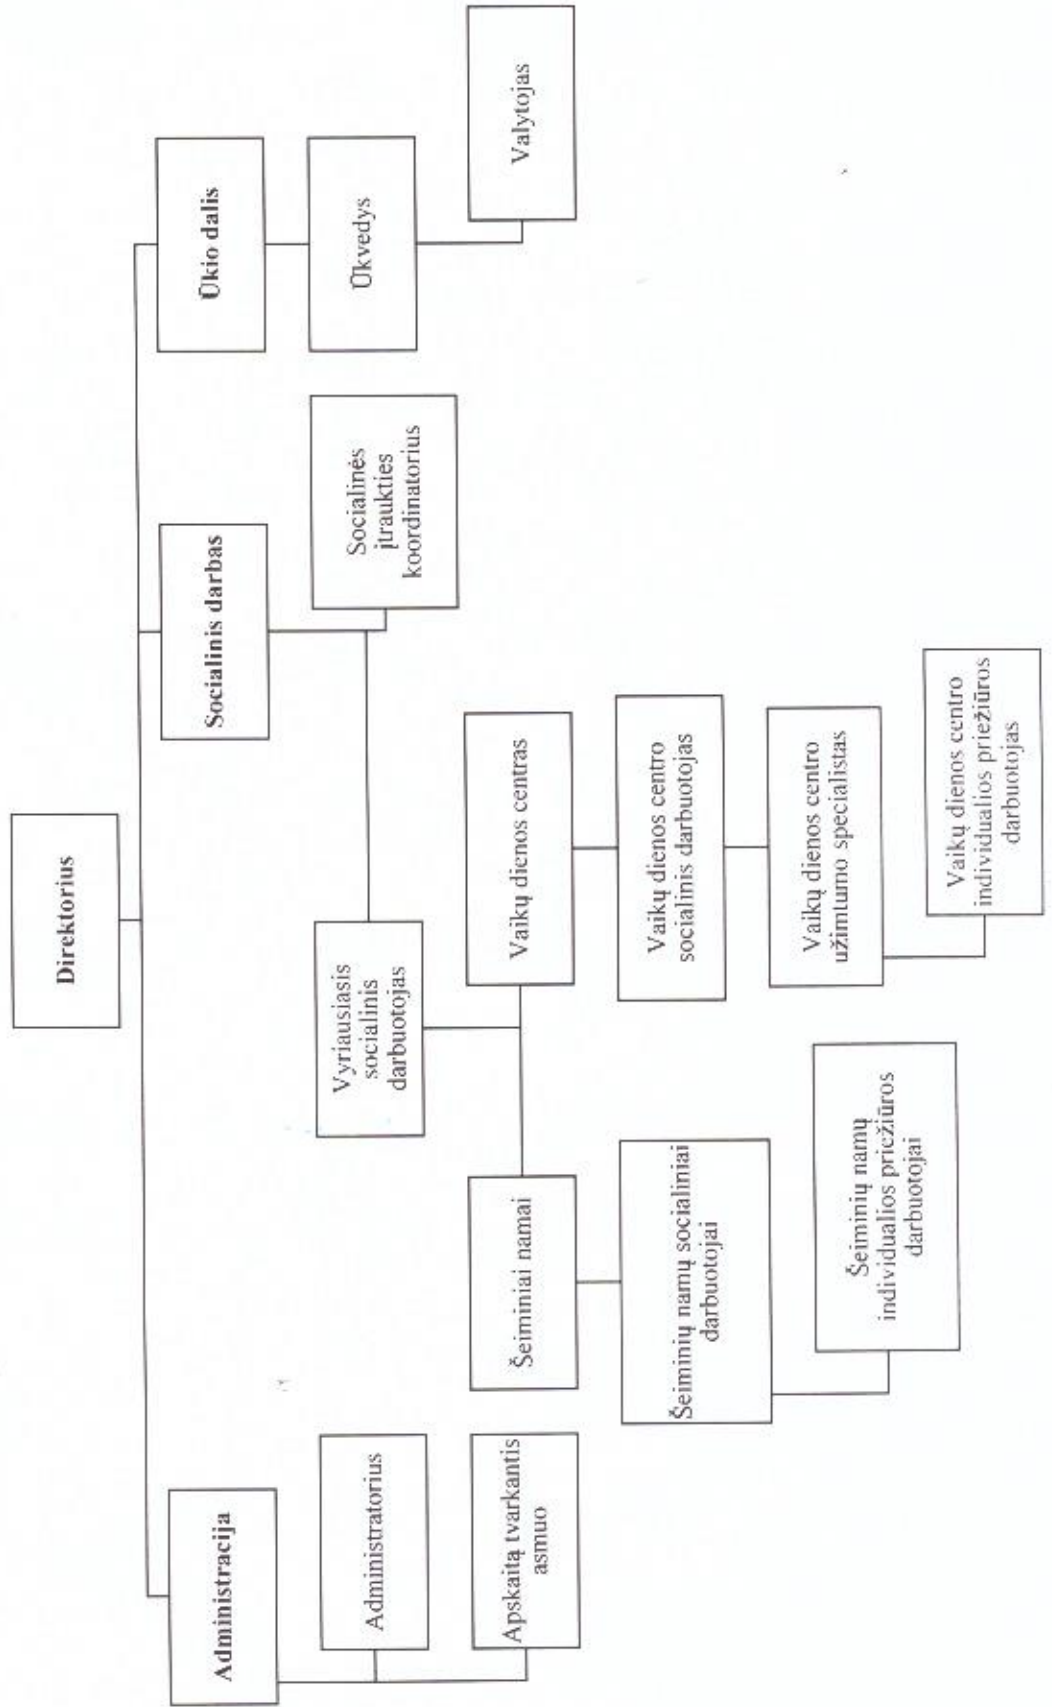 Direktorius
Administracija
Socialinis darbas
Ūkio dalis
Administratorius
Vyriausiasis
socialinis
darbuotojas
Socialinės
įtraukties
koordinatorius
Ūkvedys
Apskaitą tvarkantis
asmuo
Šeiminiai namai
Vaikų dienos centras
Valytojas
Šeiminių namų socialiniai
darbuotojai
Vaikų dienos centro
socialinis darbuotojas
Šeiminių namų
individualios priežiūros
darbuotojai
Vaikų dienos centro
užimtumo specialistas
Vaikų dienos centro
individualios priežiūros
darbuotojas